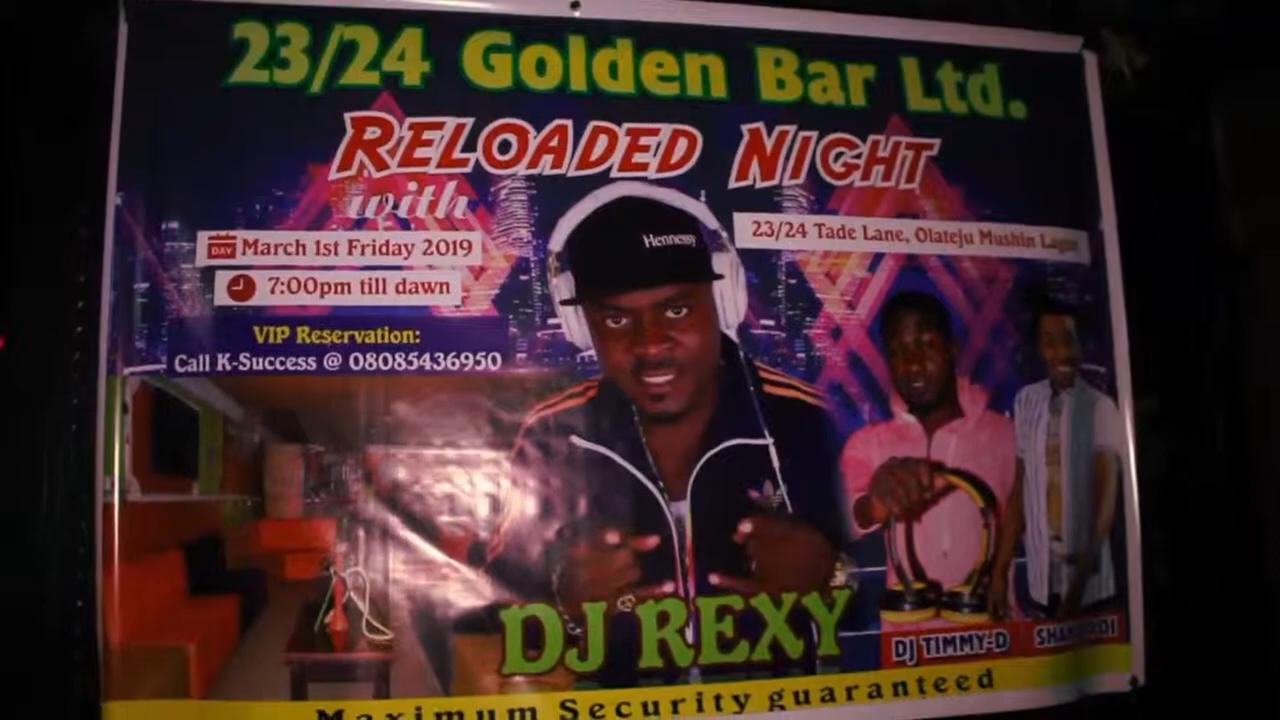 23/24 Golden Bar Ltd.
RELOADED NIGHT
with
DAY March 1st Friday 2019
23/24 Tade Lane, Olateju Mushin
7:00pm till dawn
VIP Reservation:
Call K-Success @ 08085436950
Hennessy
DJ REXY
DJ TIMMY-D
Maximum Security guaranteed